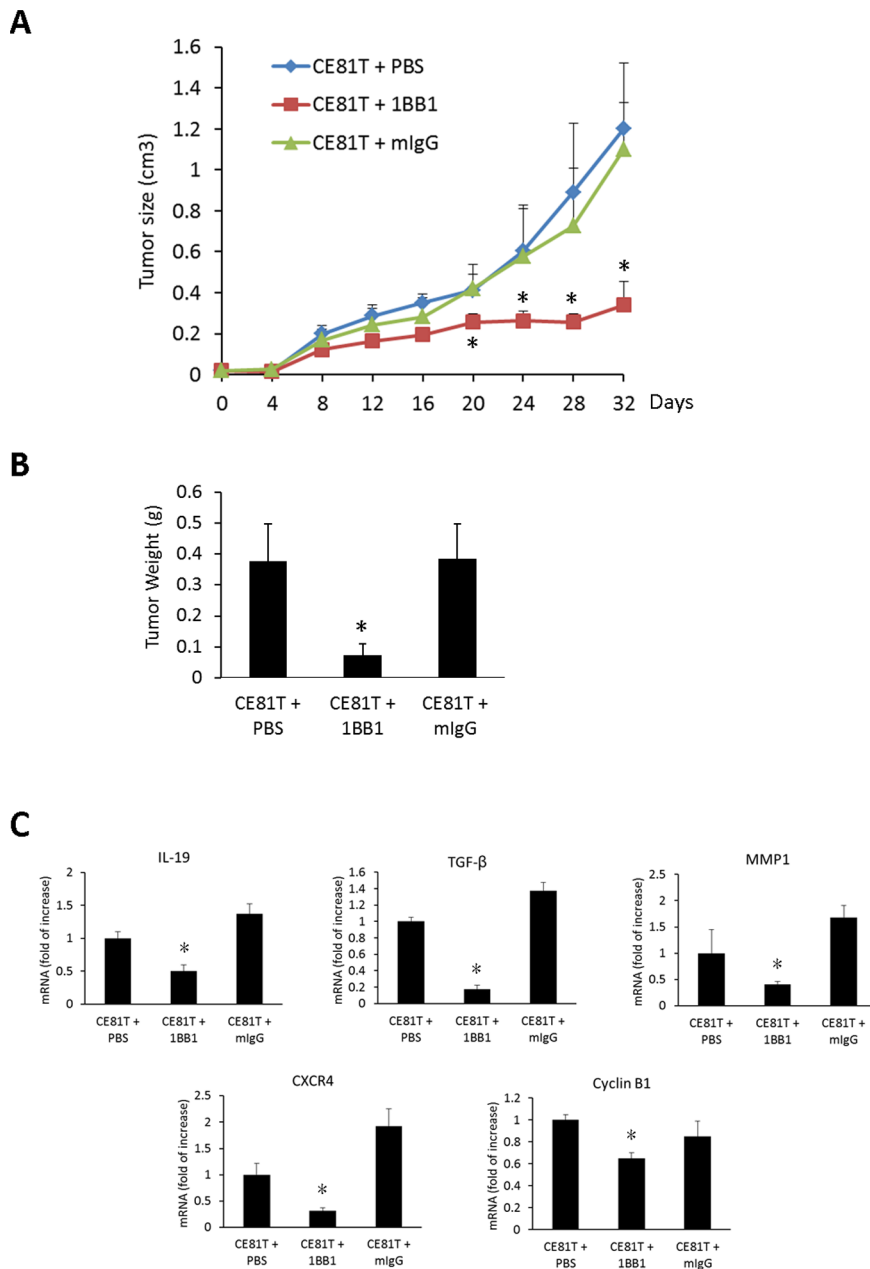 A
Tumor size (cm3)
1.6
1.4
1.2
1
0.8
0.6
0.4
0.2
0
CE81T + PBS
CE81T + 1BB1
CE81T + mIgG
* * * *
0 4 8 12 16 20 24 28 32 Days
B
Tumor Weight (g)
0.6
0.5
0.4
0.3
0.2
0.1
0
*
CE81T + CE81T + CE81T +
PBS 1BB1 mIgG
C
IL-19
mRNA (fold of increase)
2
1.5
1
0.5
0
*
CE81T + CE81T + CE81T +
PBS 1BB1 mIgG
TGF-β
mRNA (fold of increase)
1.6
1.4
1.2
1
0.8
0.6
0.4
0.2
0
*
CE81T + CE81T + CE81T +
PBS 1BB1 mIgG
MMP1
mRNA (fold of increase)
2.5
2
1.5
1
0.5
0
*
CE81T + CE81T + CE81T +
PBS 1BB1 mIgG
CXCR4
mRNA (fold of increase)
2.5
2
1.5
1
0.5
0
*
CE81T + CE81T + CE81T +
PBS 1BB1 mIgG
Cyclin B1
mRNA (fold of increase)
1.2
1
0.8
0.6
0.4
0.2
0
*
CE81T + CE81T + CE81T +
PBS 1BB1 mIgG